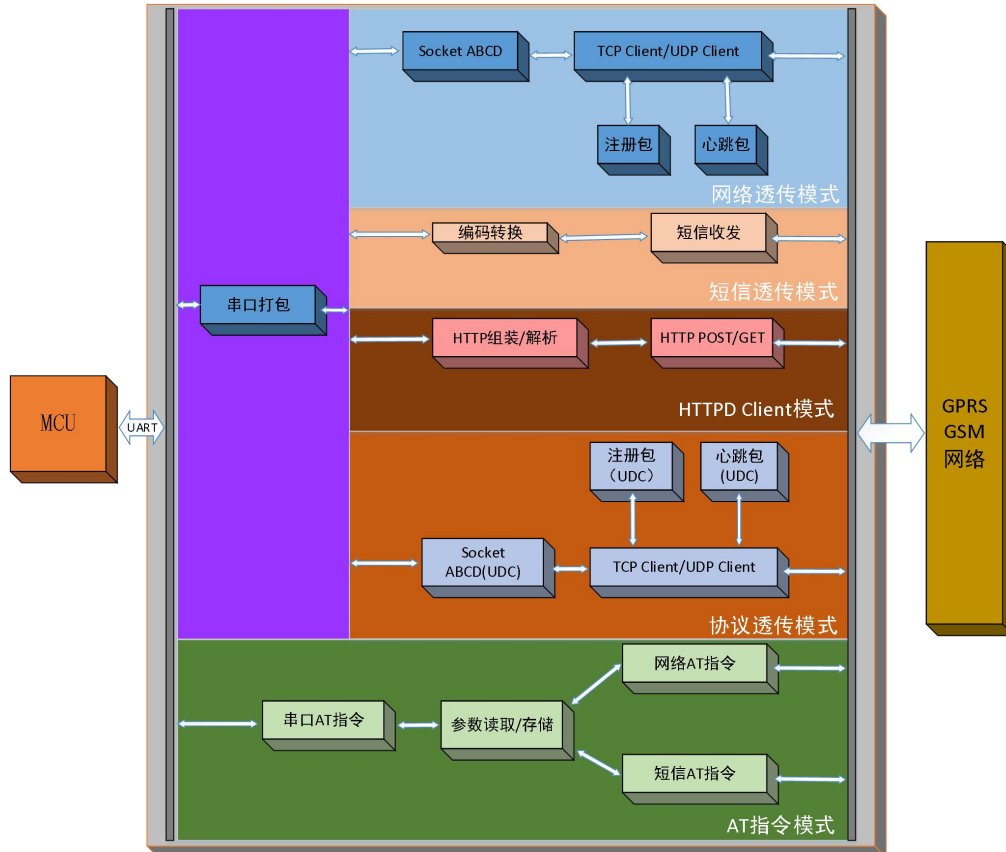 Socket ABCD
TCP Client/UDP Client
注册包
心跳包
网络透传模式
编码转换
短信收发
短信透传模式
串口打包
HTTP组装/解析
HTTP POST/GET
HTTPD Client模式
MCU
UART
GPRS
GSM
网络
注册包
（UDC）
心跳包
(UDC)
Socket
ABCD(UDC)
TCP Client/UDP Client
协议透传模式
网络AT指令
串口AT指令
参数读取/存储
短信AT指令
AT指令模式